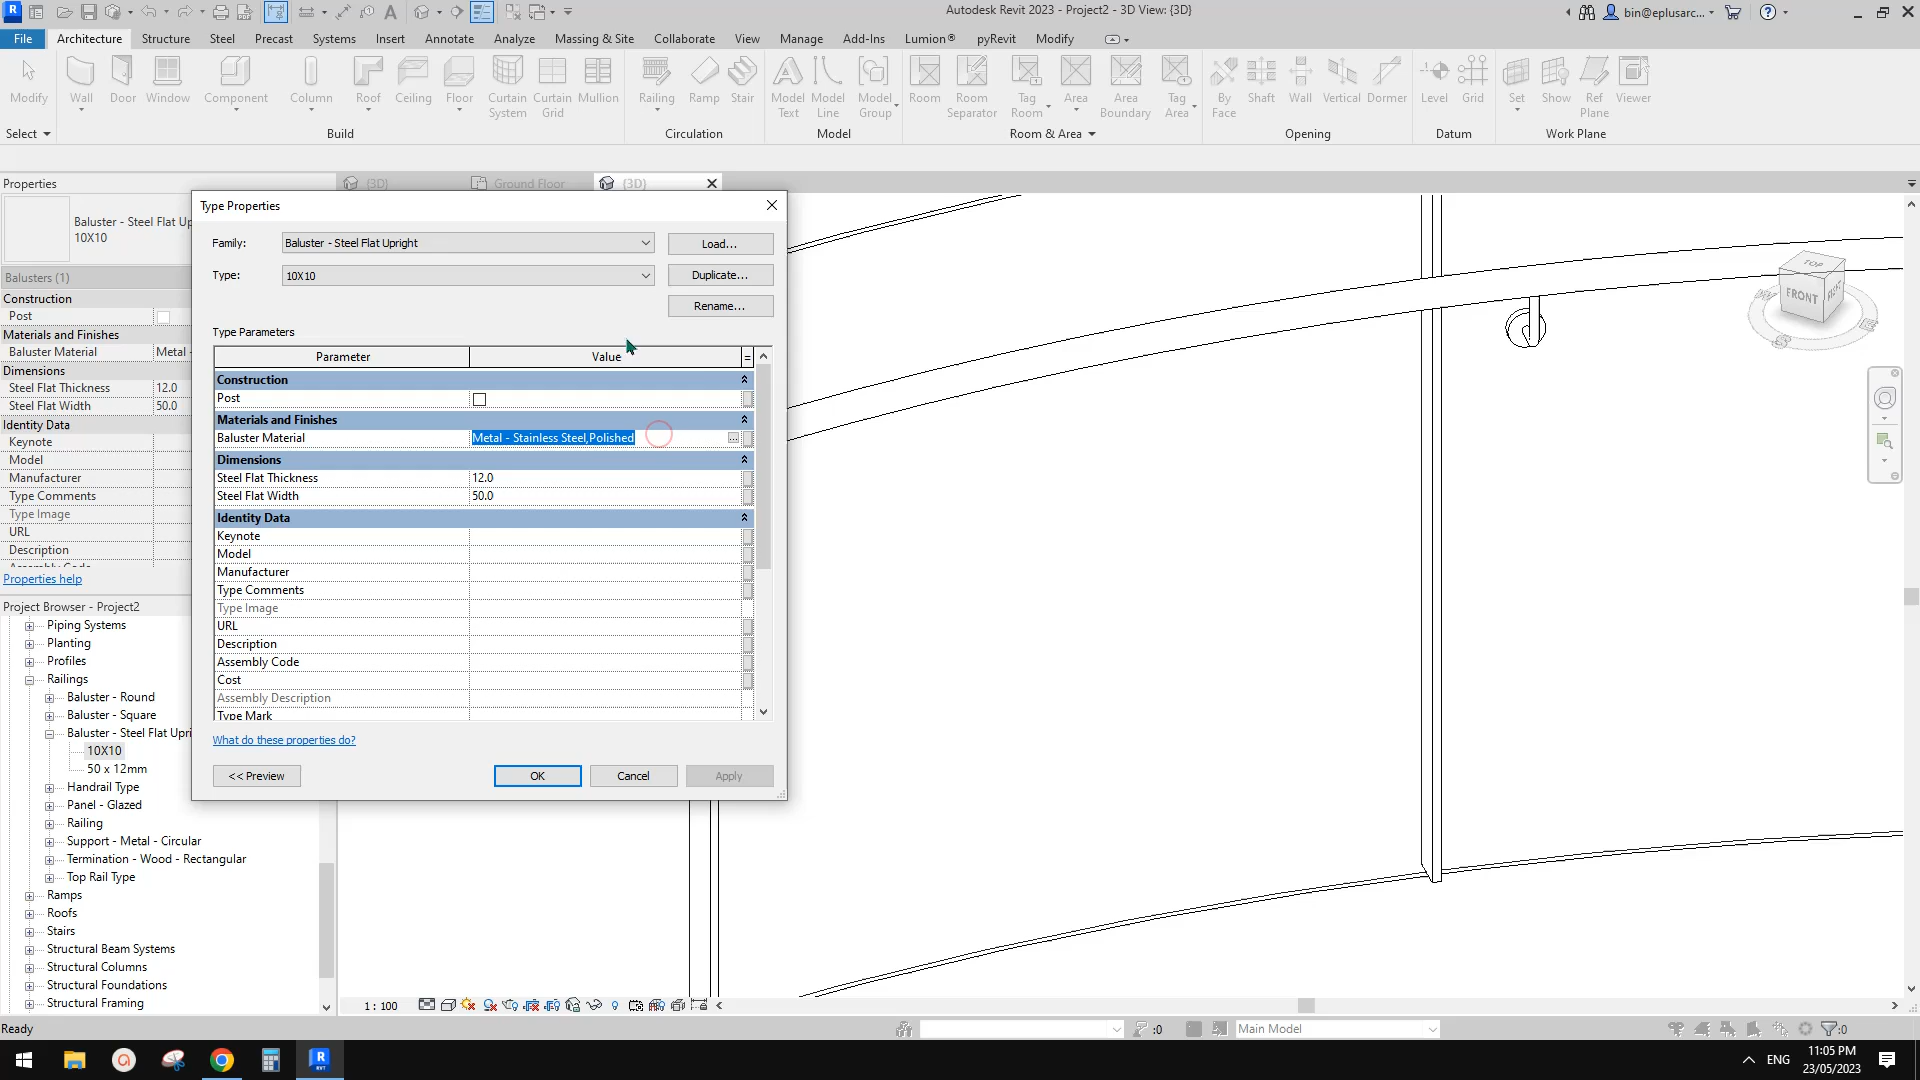 Autodesk Revit 2023 - Project2 - 3D View: {3D}
bin@eplusarc...
File Architecture Structure Steel Precast Systems Insert Annotate Analyze Massing & Site Collaborate View Manage Add-Ins Lumion® pyRevit Modify
Modify Wall Door Window Component Column Roof Ceiling Floor Curtain System Curtain Grid Mullion Railing Ramp Stair Model Text Model Line Model Group Room Room Separator Tag Room Area Area Boundary Tag Area By Face Shaft Wall Vertical Dormer Level Grid Set Show Ref Plane Viewer
Select Build Circulation Model Room & Area Opening Datum Work Plane
Properties
{3D} Ground Floor {3D}
Baluster - Steel Flat Up
10X10
Balusters (1)
Construction
Post
Materials and Finishes
Baluster Material Metal -
Dimensions
Steel Flat Thickness 12.0
Steel Flat Width 50.0
Identity Data
Keynote
Model
Manufacturer
Type Comments
Type Image
URL
Description
Properties help
Project Browser - Project2
Piping Systems
Planting
Profiles
Railings
Baluster - Round
Baluster - Square
Baluster - Steel Flat Upri
10X10
50 x 12mm
Handrail Type
Panel - Glazed
Railing
Support - Metal - Circular
Termination - Wood - Rectangular
Top Rail Type
Ramps
Roofs
Stairs
Structural Beam Systems
Structural Columns
Structural Foundations
Structural Framing
Type Properties
Family: Baluster - Steel Flat Upright Load...
Type: 10X10 Duplicate...
Rename...
Type Parameters
Parameter Value =
Construction
Post
Materials and Finishes
Baluster Material Metal - Stainless Steel,Polished
Dimensions
Steel Flat Thickness 12.0
Steel Flat Width 50.0
Identity Data
Keynote
Model
Manufacturer
Type Comments
Type Image
URL
Description
Assembly Code
Cost
Assembly Description
Type Mark
What do these properties do?
<< Preview OK Cancel Apply
TOP
FRONT
1 : 100
Ready
:0 Main Model :0
ENG
11:05 PM
23/05/2023